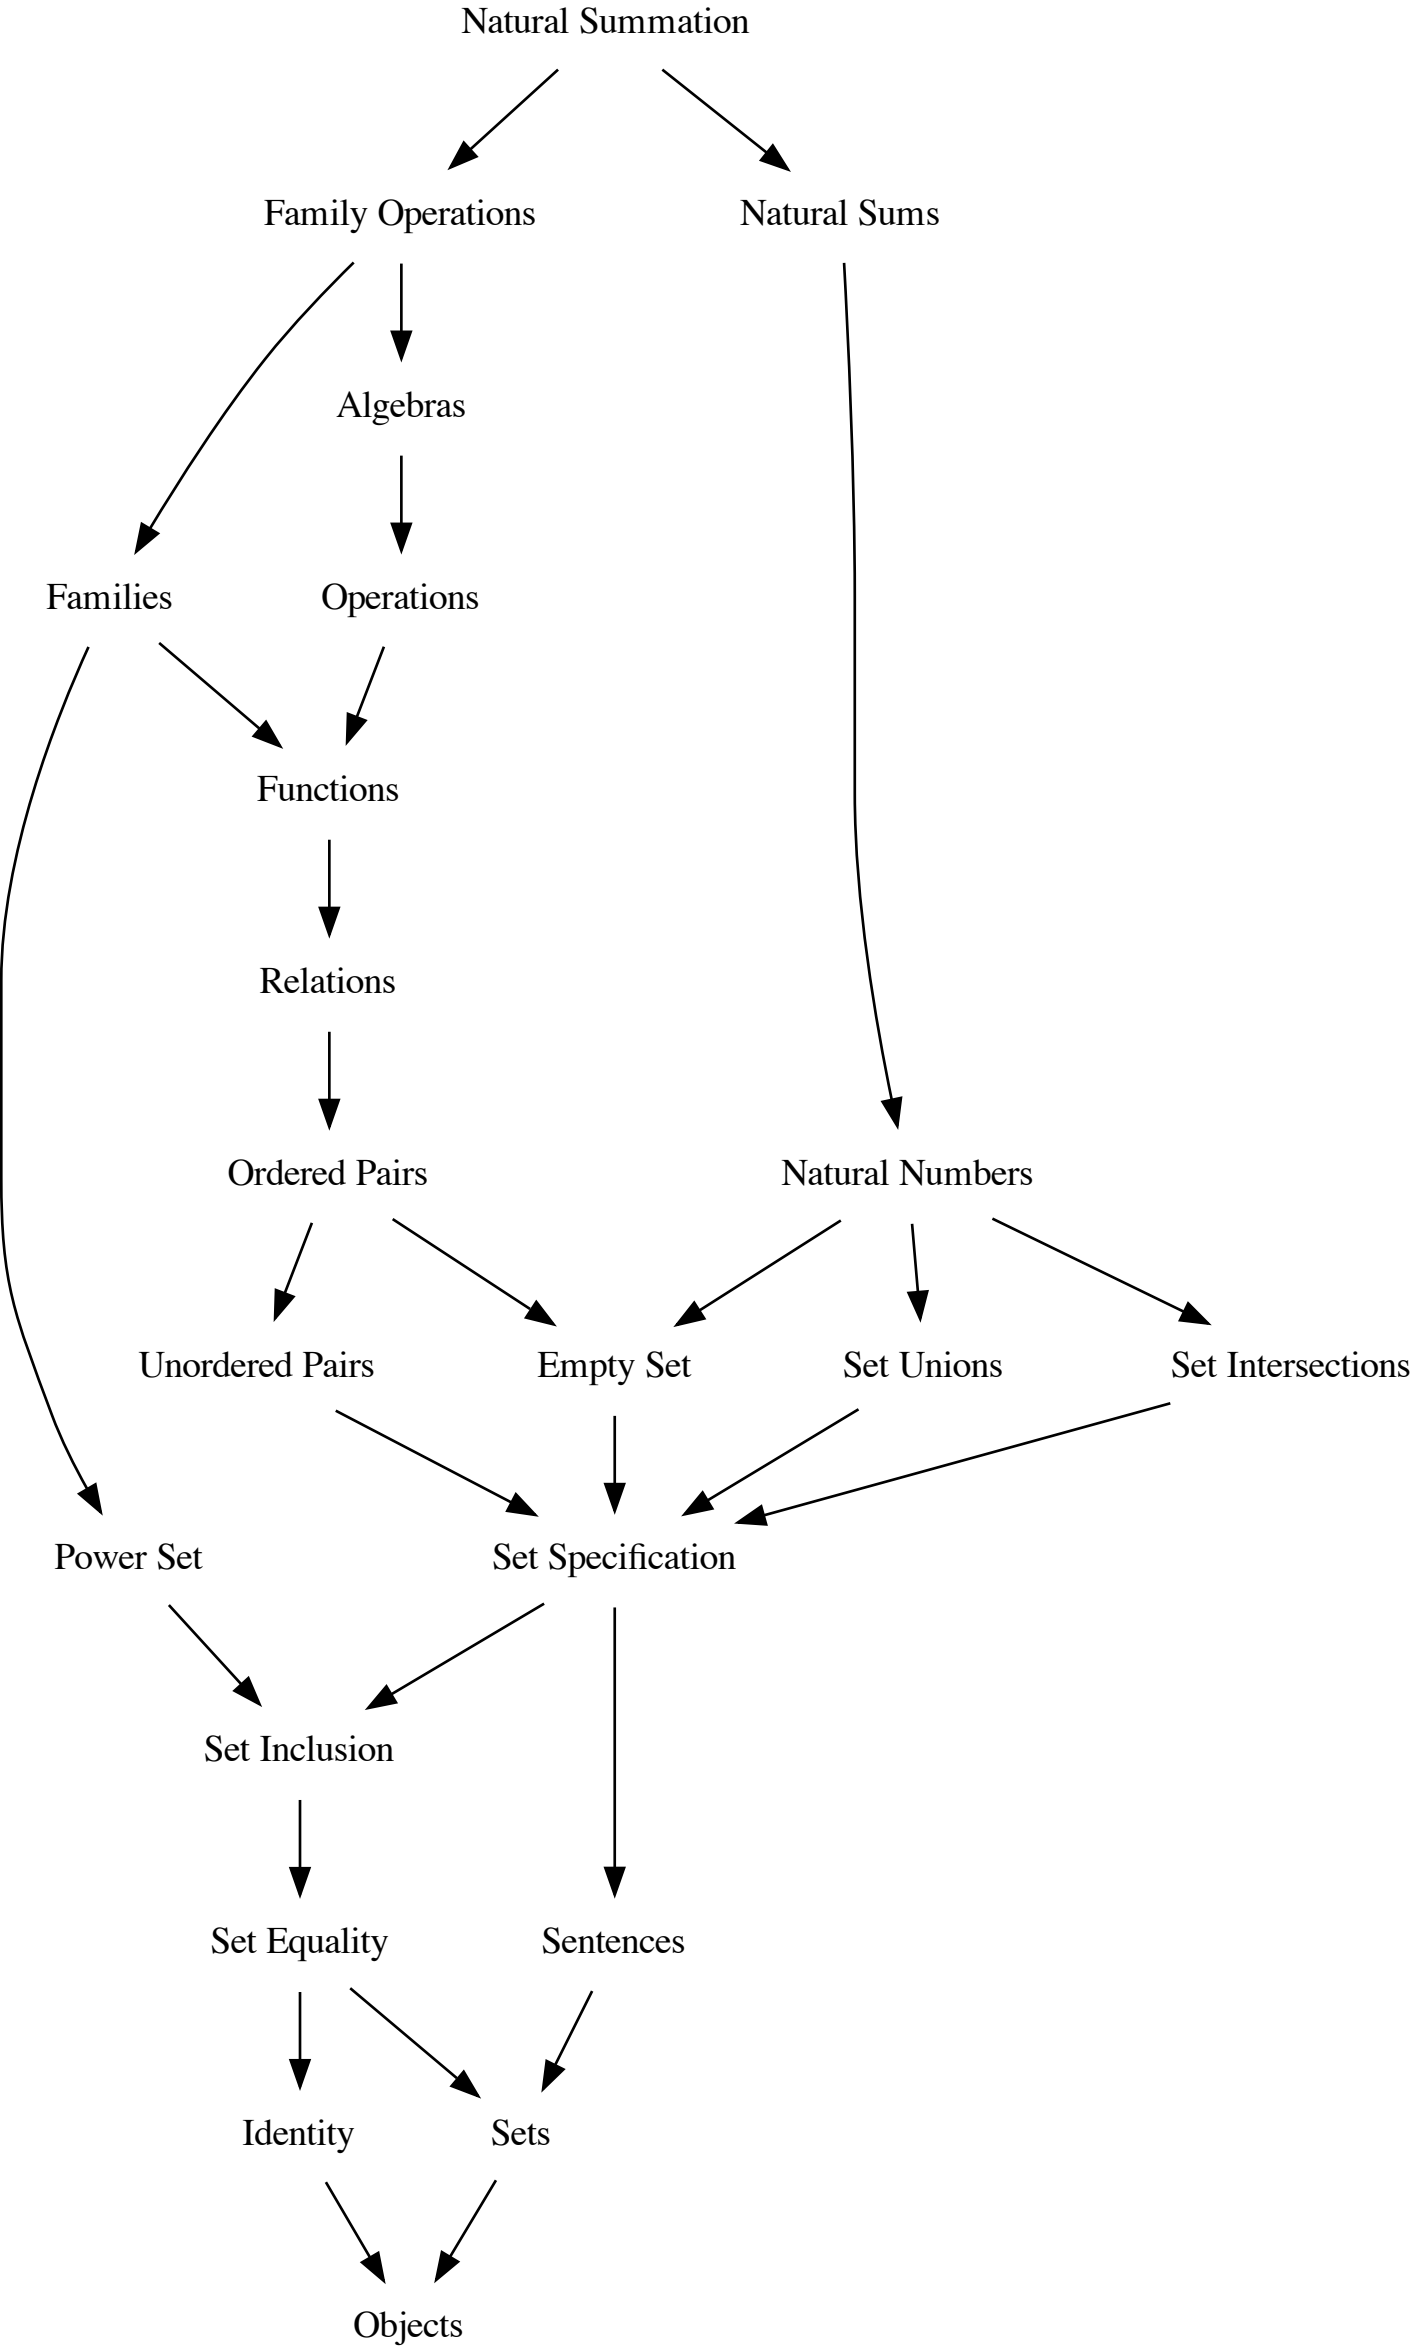 Natural Summation
Family Operations
Natural Sums
Algebras
Families
Operations
Functions
Relations
Ordered Pairs
Natural Numbers
Unordered Pairs
Empty Set
Set Unions
Set Intersections
Power Set
Set Specification
Set Inclusion
Set Equality
Sentences
Identity
Sets
Objects